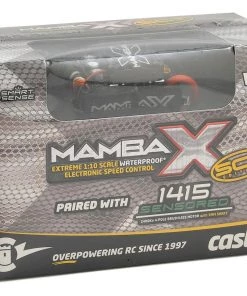 SMART
SENSE
MAMBA X
SCT
EXTREME 1:10 SCALE WATERPROOF*
ELECTRONIC SPEED CONTROL
1415
PAIRED WITH
SENSORED
OVERPOWERING RC SINCE 1997
CAST